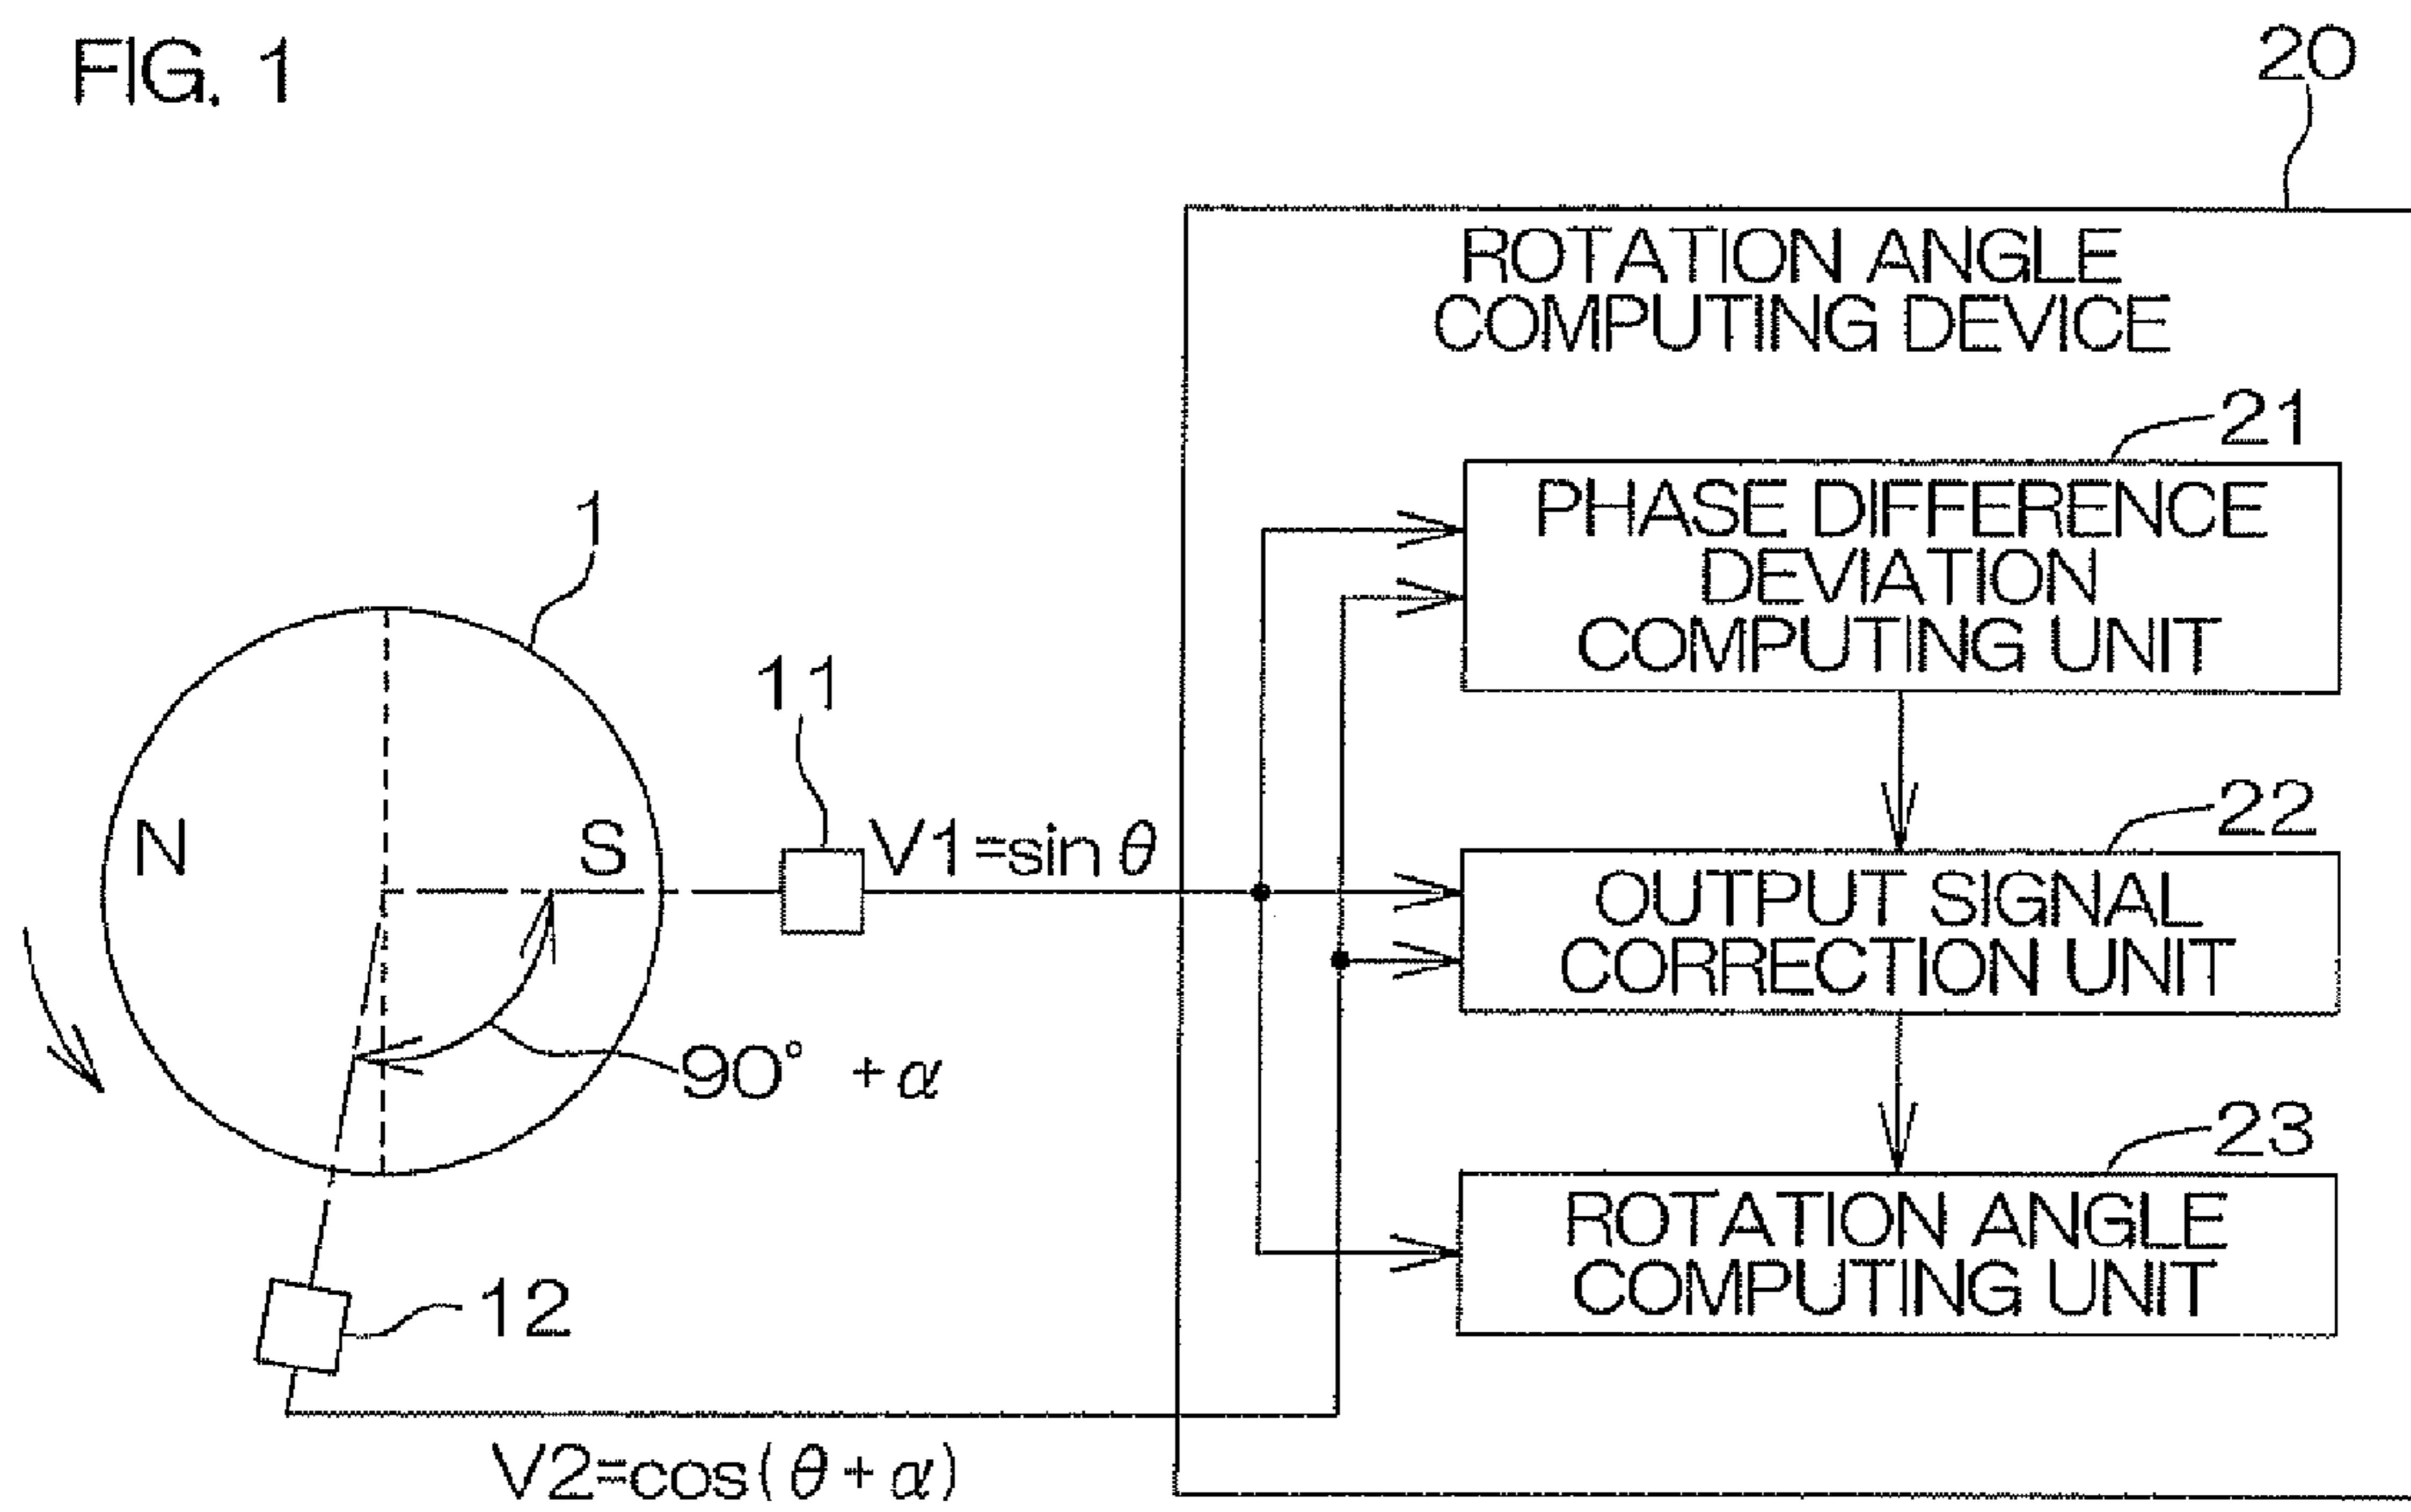 FIG. 1
20
ROTATION ANGLE
COMPUTING DEVICE
21
PHASE DIFFERENCE
DEVIATION
COMPUTING UNIT
1
11
N
S
V1=sin θ
22
OUTPUT SIGNAL
CORRECTION UNIT
90° +α
23
ROTATION ANGLE
COMPUTING UNIT
12
V2=cos(θ+α)